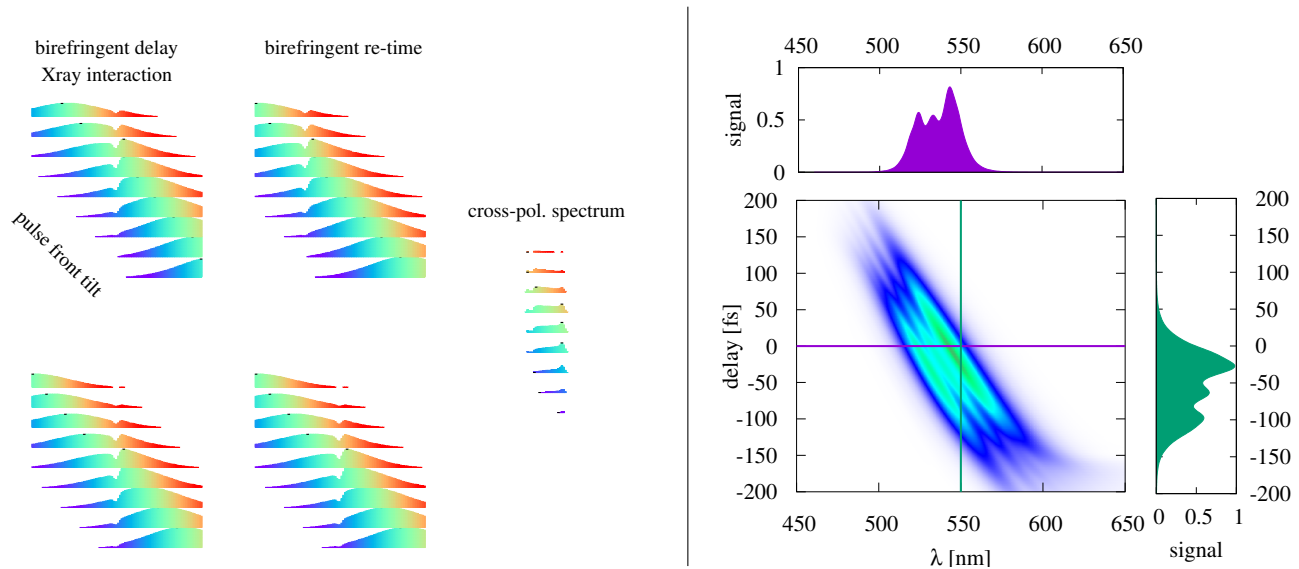 birefringent delay
Xray interaction
birefringent re-time
pulse front tilt
cross-pol. spectrum
450 500 550 600 650
1
0.5
0
signal
200
150
100
50
0
-50
-100
-150
-200
delay [fs]
450 500 550 600 650
λ [nm]
200
150
100
50
0
-50
-100
-150
-200
0 0.5 1
signal